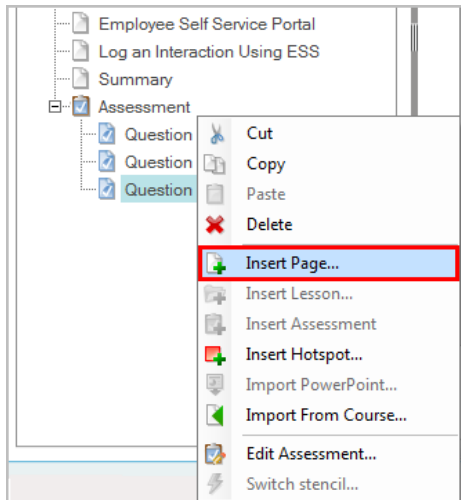 Employee Self Service Portal
Log an Interaction Using ESS
Summary
Assessment
Question
Question
Question
Cut
Copy
Paste
Delete
Insert Page...
Insert Lesson...
Insert Assessment
Insert Hotspot...
Import PowerPoint...
Import From Course...
Edit Assessment...
Switch stencil...